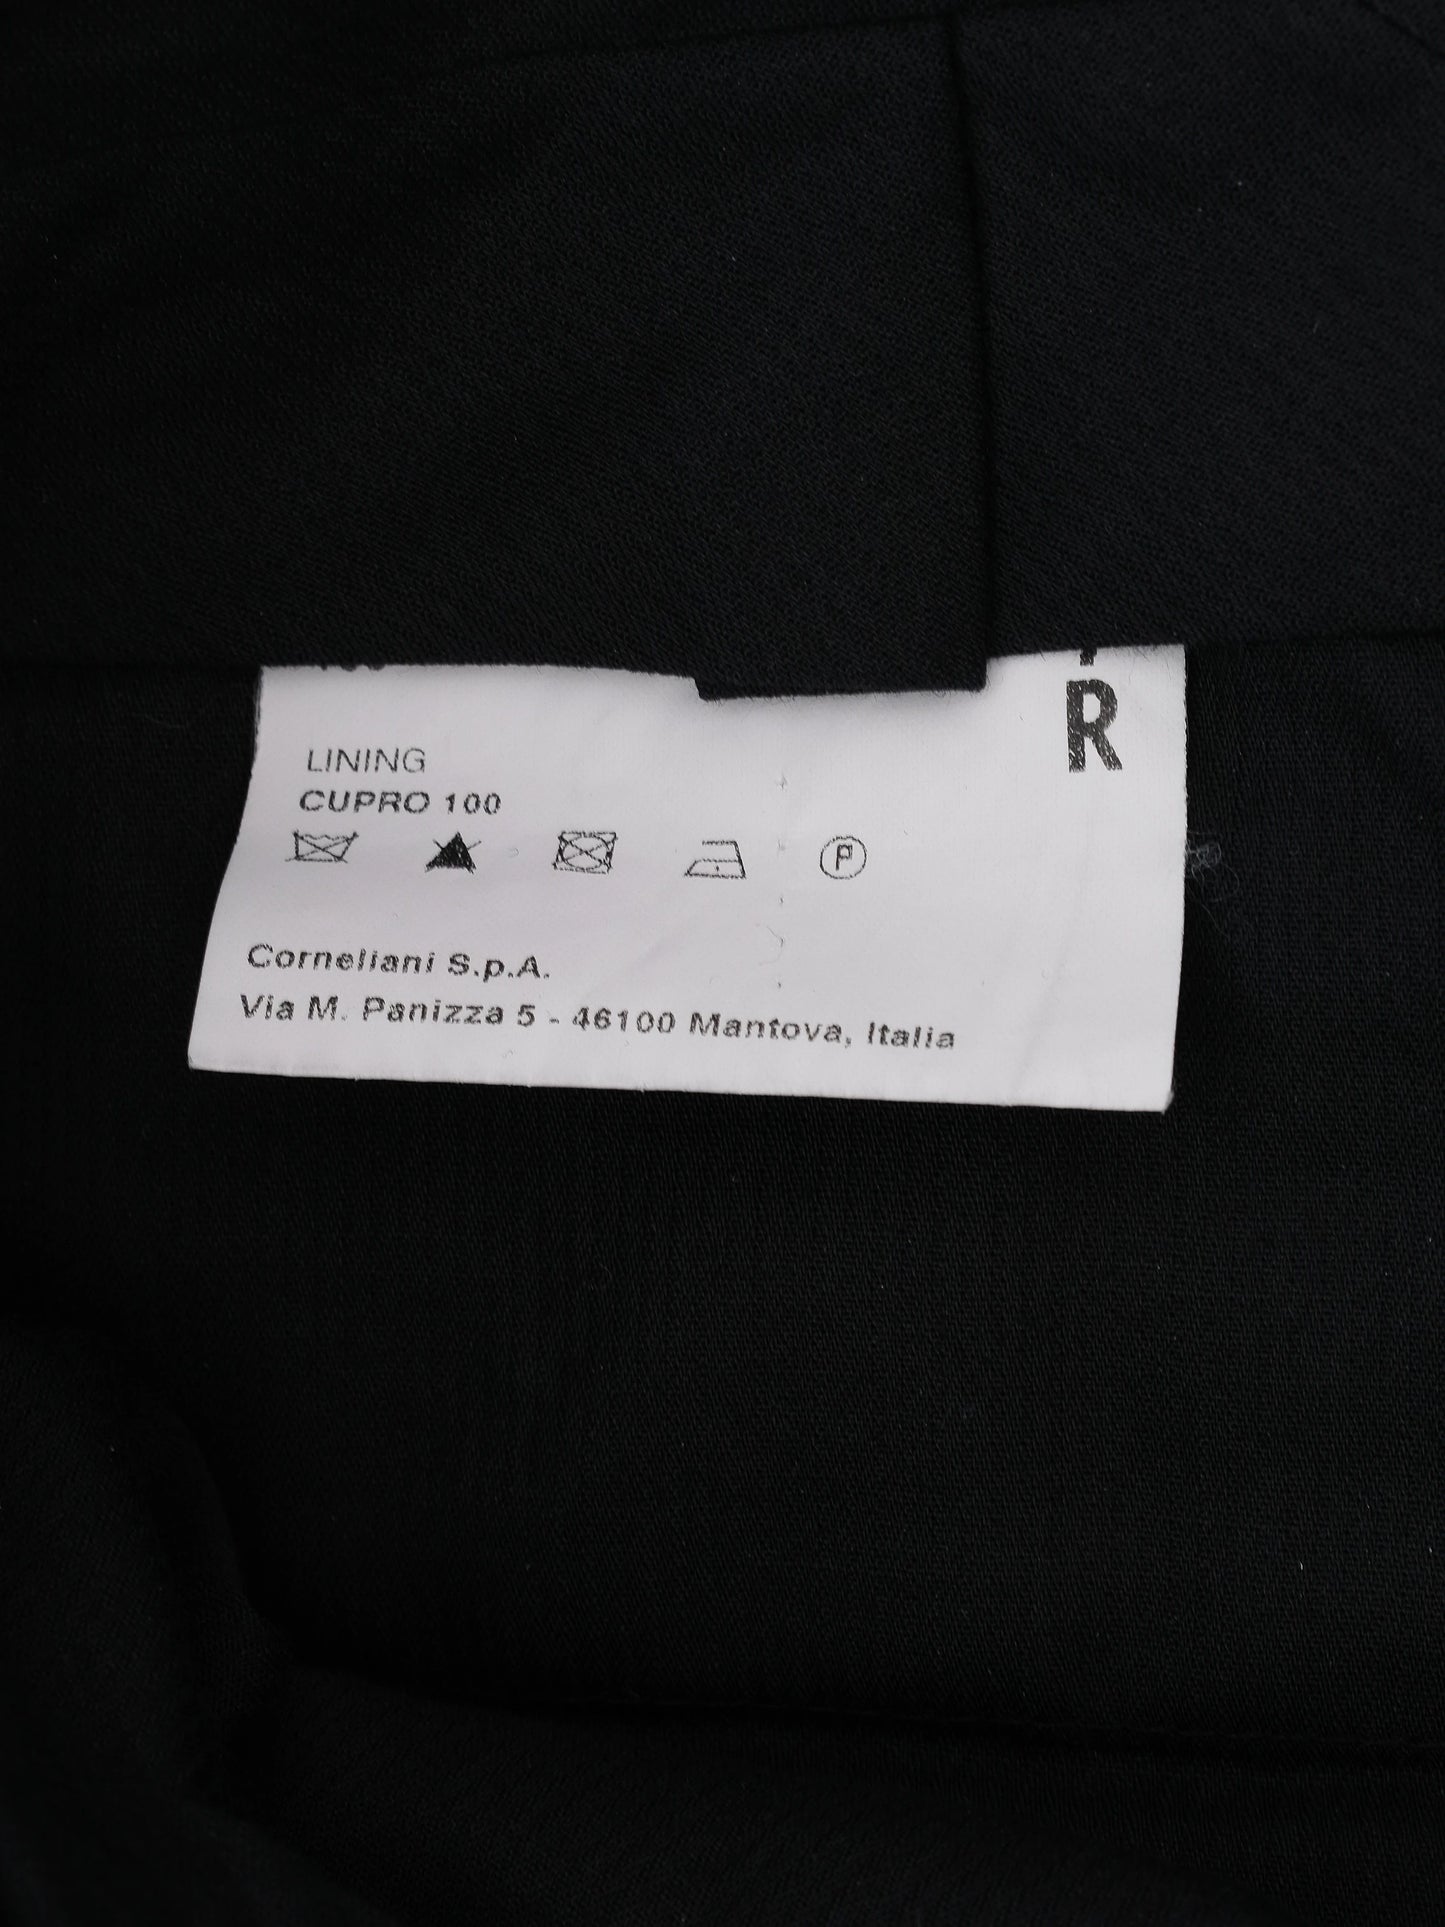 R
LINING
CUPRO 100
P
Corneliani S.p.A.
Via M. Panizza 5 - 46100 Mantova, Italia